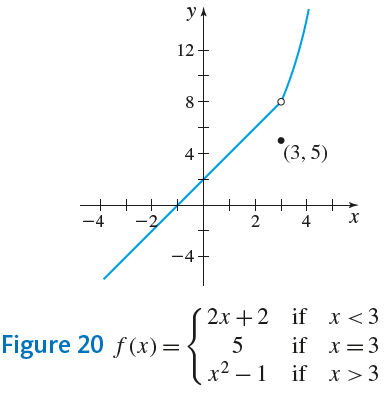 y
12
8
4
(3, 5)
−4 −2 2 4 x
−4
2x + 2 if x < 3
Figure 20 f(x) = { 5 if x = 3
x² − 1 if x > 3